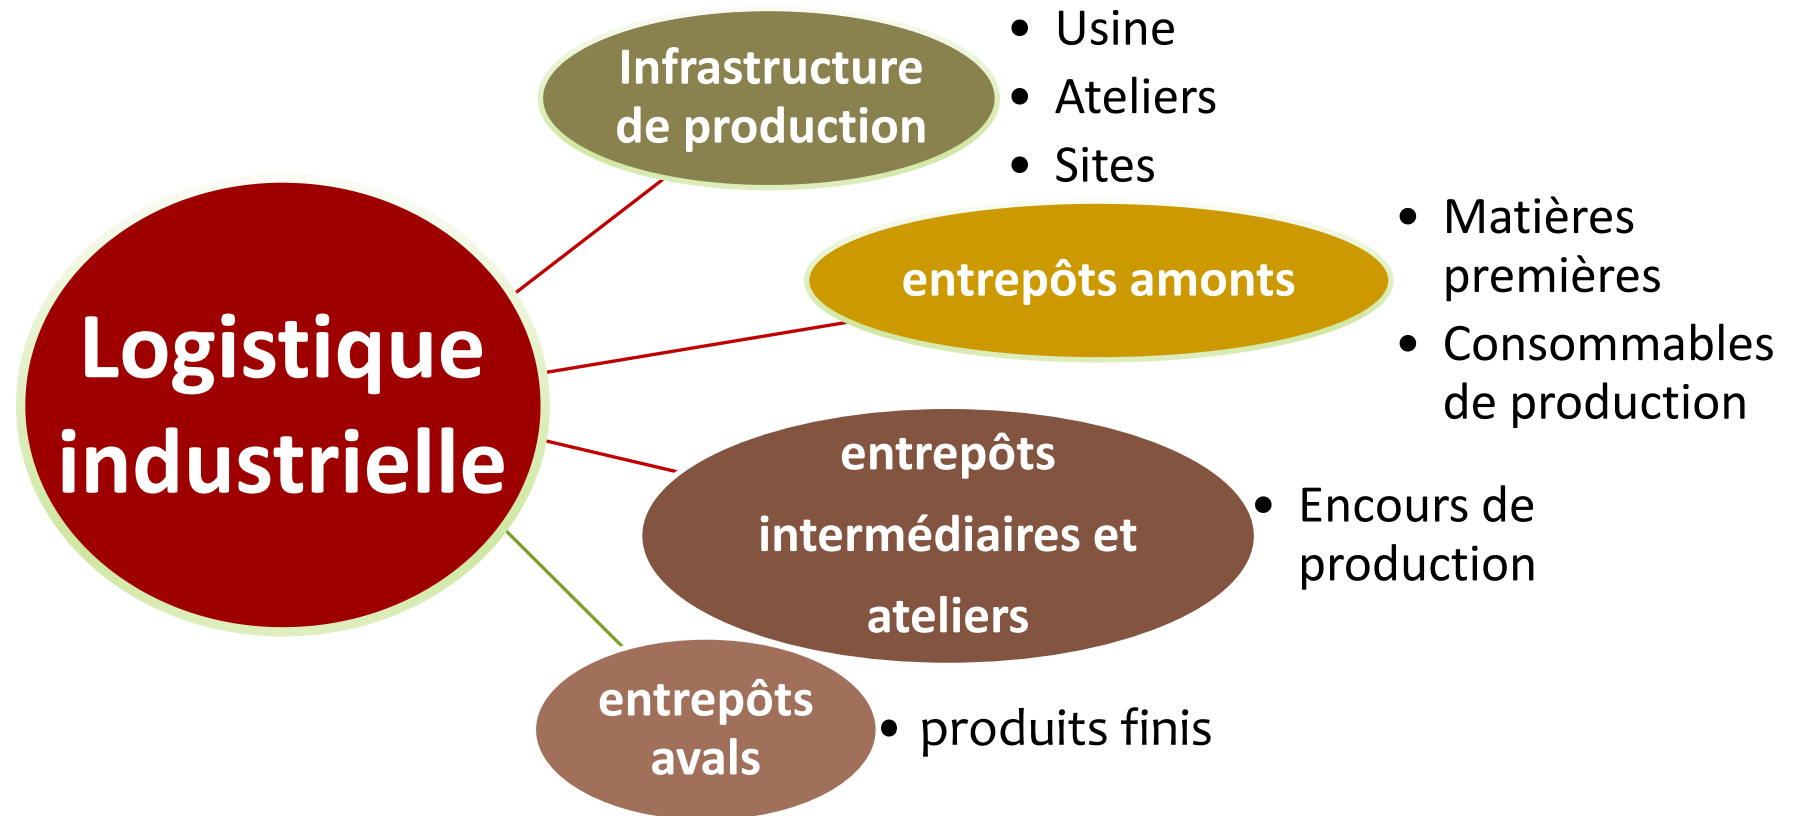 Logistique
industrielle
Infrastructure
de production
• Usine
• Ateliers
• Sites
entrepôts amonts
• Matières
premières
• Consommables
de production
entrepôts
intermédiaires et
ateliers
• Encours de
production
entrepôts
avals
• produits finis